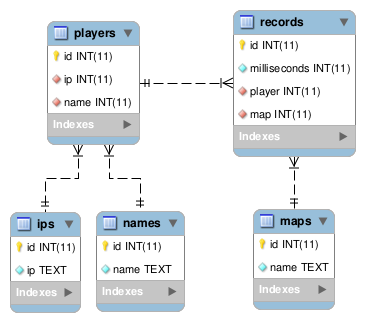 players
id INT(11)
ip INT(11)
name INT(11)
Indexes
records
id INT(11)
milliseconds INT(11)
player INT(11)
map INT(11)
Indexes
ips
id INT(11)
ip TEXT
Indexes
names
id INT(11)
name TEXT
Indexes
maps
id INT(11)
name TEXT
Indexes